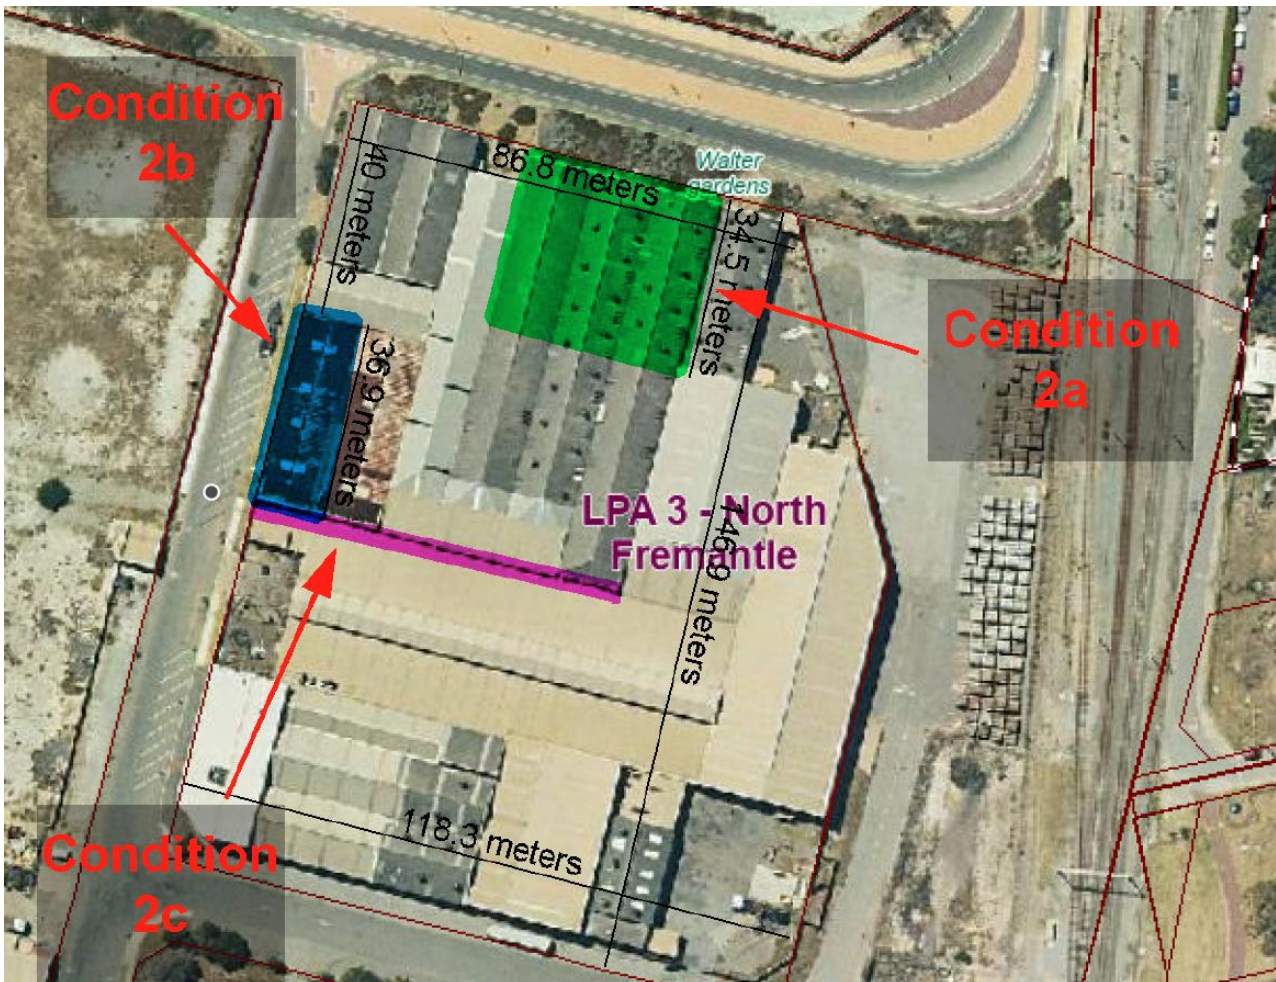 Condition
2b
40 meters
86.8 meters
Walter
gardens
34.5 meters
36.9 meters
Condition
2a
LPA 3 - North
Fremantle
146.9 meters
118.3 meters
Condition
2c